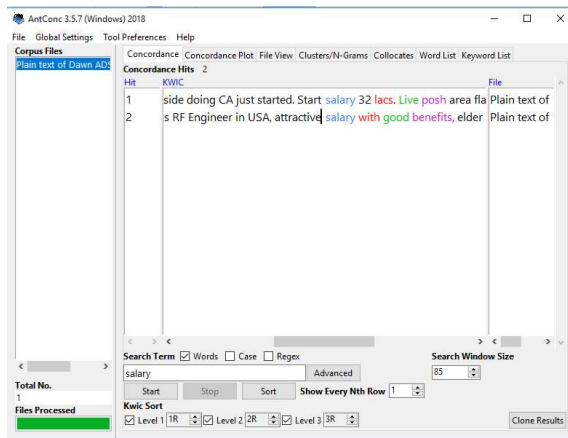 AntConc 3.5.7 (Windows) 2018
File Global Settings Tool Preferences Help
Corpus Files
Plain text of Dawn ADS
Concordance Concordance Plot File View Clusters/N-Grams Collocates Word List Keyword List
Concordance Hits 2
Hit KWIC File
1 side doing CA just started. Start salary 32 lacs. Live posh area fla Plain text of
2 s RF Engineer in USA, attractive salary with good benefits, elder Plain text of
Search Term Words Case Regex Search Window Size
salary Advanced 85
Total No.
1
Start Stop Sort Show Every Nth Row 1
Files Processed
Kwic Sort
Level 1 1R Level 2 2R Level 3 3R Clone Results